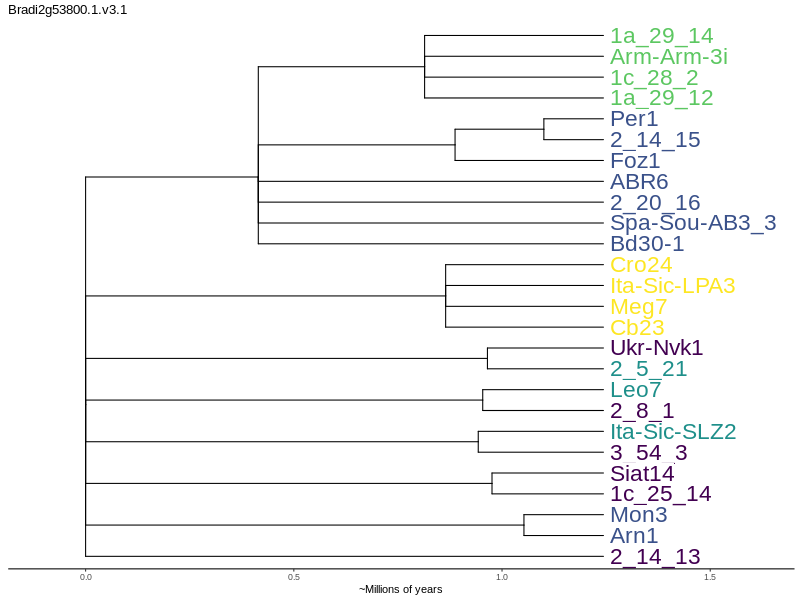 Bradi2g53800.1.v3.1
1a_29_14
Arm-Arm-3i
1c_28_2
1a_29_12
Per1
2_14_15
Foz1
ABR6
2_20_16
Spa-Sou-AB3_3
Bd30-1
Cro24
Ita-Sic-LPA3
Meg7
Cb23
Ukr-Nvk1
2_5_21
Leo7
2_8_1
Ita-Sic-SLZ2
3_54_3
Siat14
1c_25_14
Mon3
Arn1
2_14_13
0.0 0.5 1.0 1.5
~Millions of years